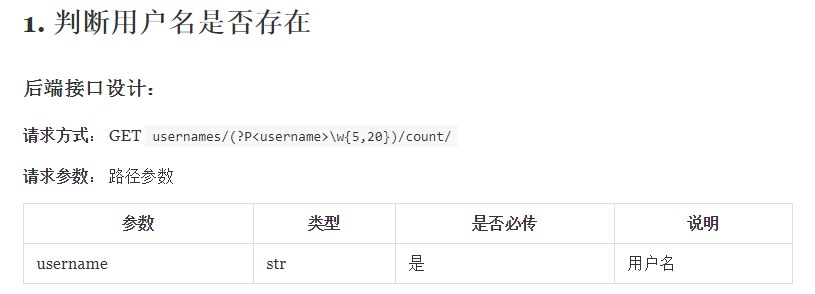 1. 判断用户名是否存在
后端接口设计：
请求方式： GET usernames/(?P<username>\w{5,20})/count/
请求参数： 路径参数
参数 类型 是否必传 说明
username str 是 用户名